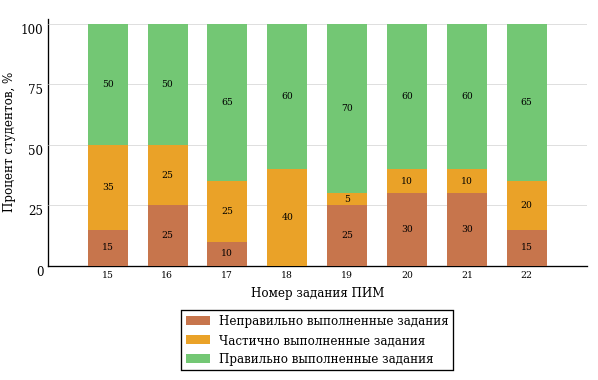 Процент студентов, %
100
75
50
25
0
50 50 65 60 70 60 60 65
35 25 25 40 5 10 10 20
15 25 10 25 30 30 15
15 16 17 18 19 20 21 22
Номер задания ПИМ
Неправильно выполненные задания
Частично выполненные задания
Правильно выполненные задания